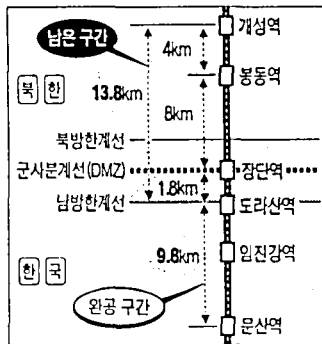 남은 구간
개성역
4km
봉동역
북 한
13.8km
8km
북방한계선
군사분계선(DMZ)
장단역
1.8km
남방한계선
도라산역
9.8km
임진강역
한 국
완공 구간
문산역